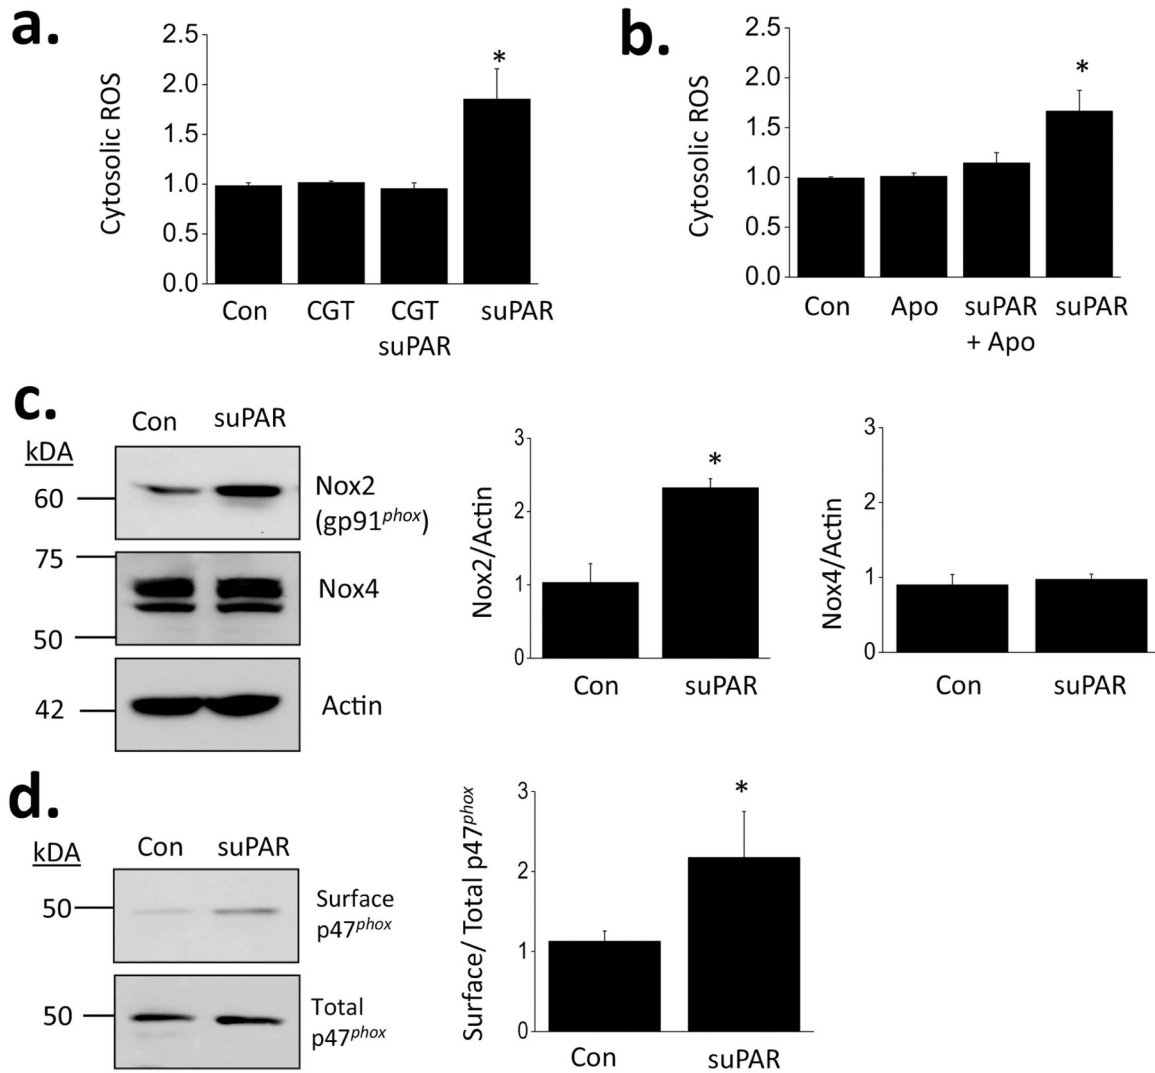 a.
Cytosolic ROS
2.5
2.0
1.5
1.0
0.5
0.0
*
Con
CGT
CGT
suPAR
suPAR
b.
Cytosolic ROS
2.5
2.0
1.5
1.0
0.5
0.0
*
Con
Apo
suPAR
+ Apo
suPAR
c.
kDA
Con
suPAR
60
Nox2
(gp91phox)
75
50
Nox4
42
Actin
Nox2/Actin
3
2
1
0
*
Con
suPAR
Nox4/Actin
3
2
1
0
Con
suPAR
d.
kDA
Con
suPAR
50
Surface
p47phox
50
Total
p47phox
Surface/ Total p47phox
3
2
1
0
*
Con
suPAR